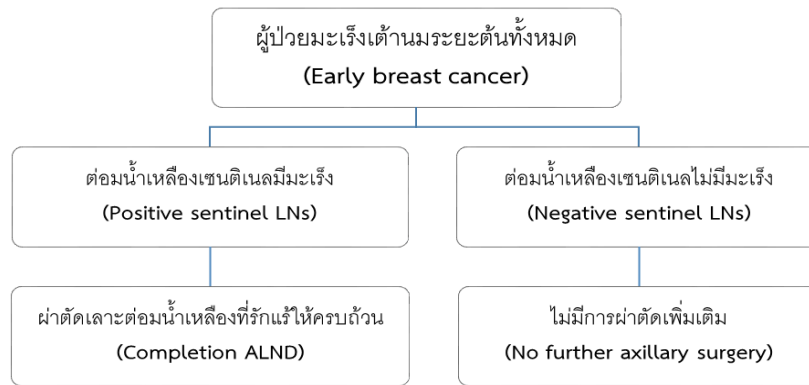 ผู้ป่วยมะเร็งเต้านมระยะต้นทั้งหมด
(Early breast cancer)
ต่อมน้ำเหลืองเซนติเนลมีมะเร็ง
(Positive sentinel LNs)
ต่อมน้ำเหลืองเซนติเนลไม่มีมะเร็ง
(Negative sentinel LNs)
ผ่าตัดเลาะต่อมน้ำเหลืองที่รักแร้ให้ครบถ้วน
(Completion ALND)
ไม่มีการผ่าตัดเพิ่มเติม
(No further axillary surgery)